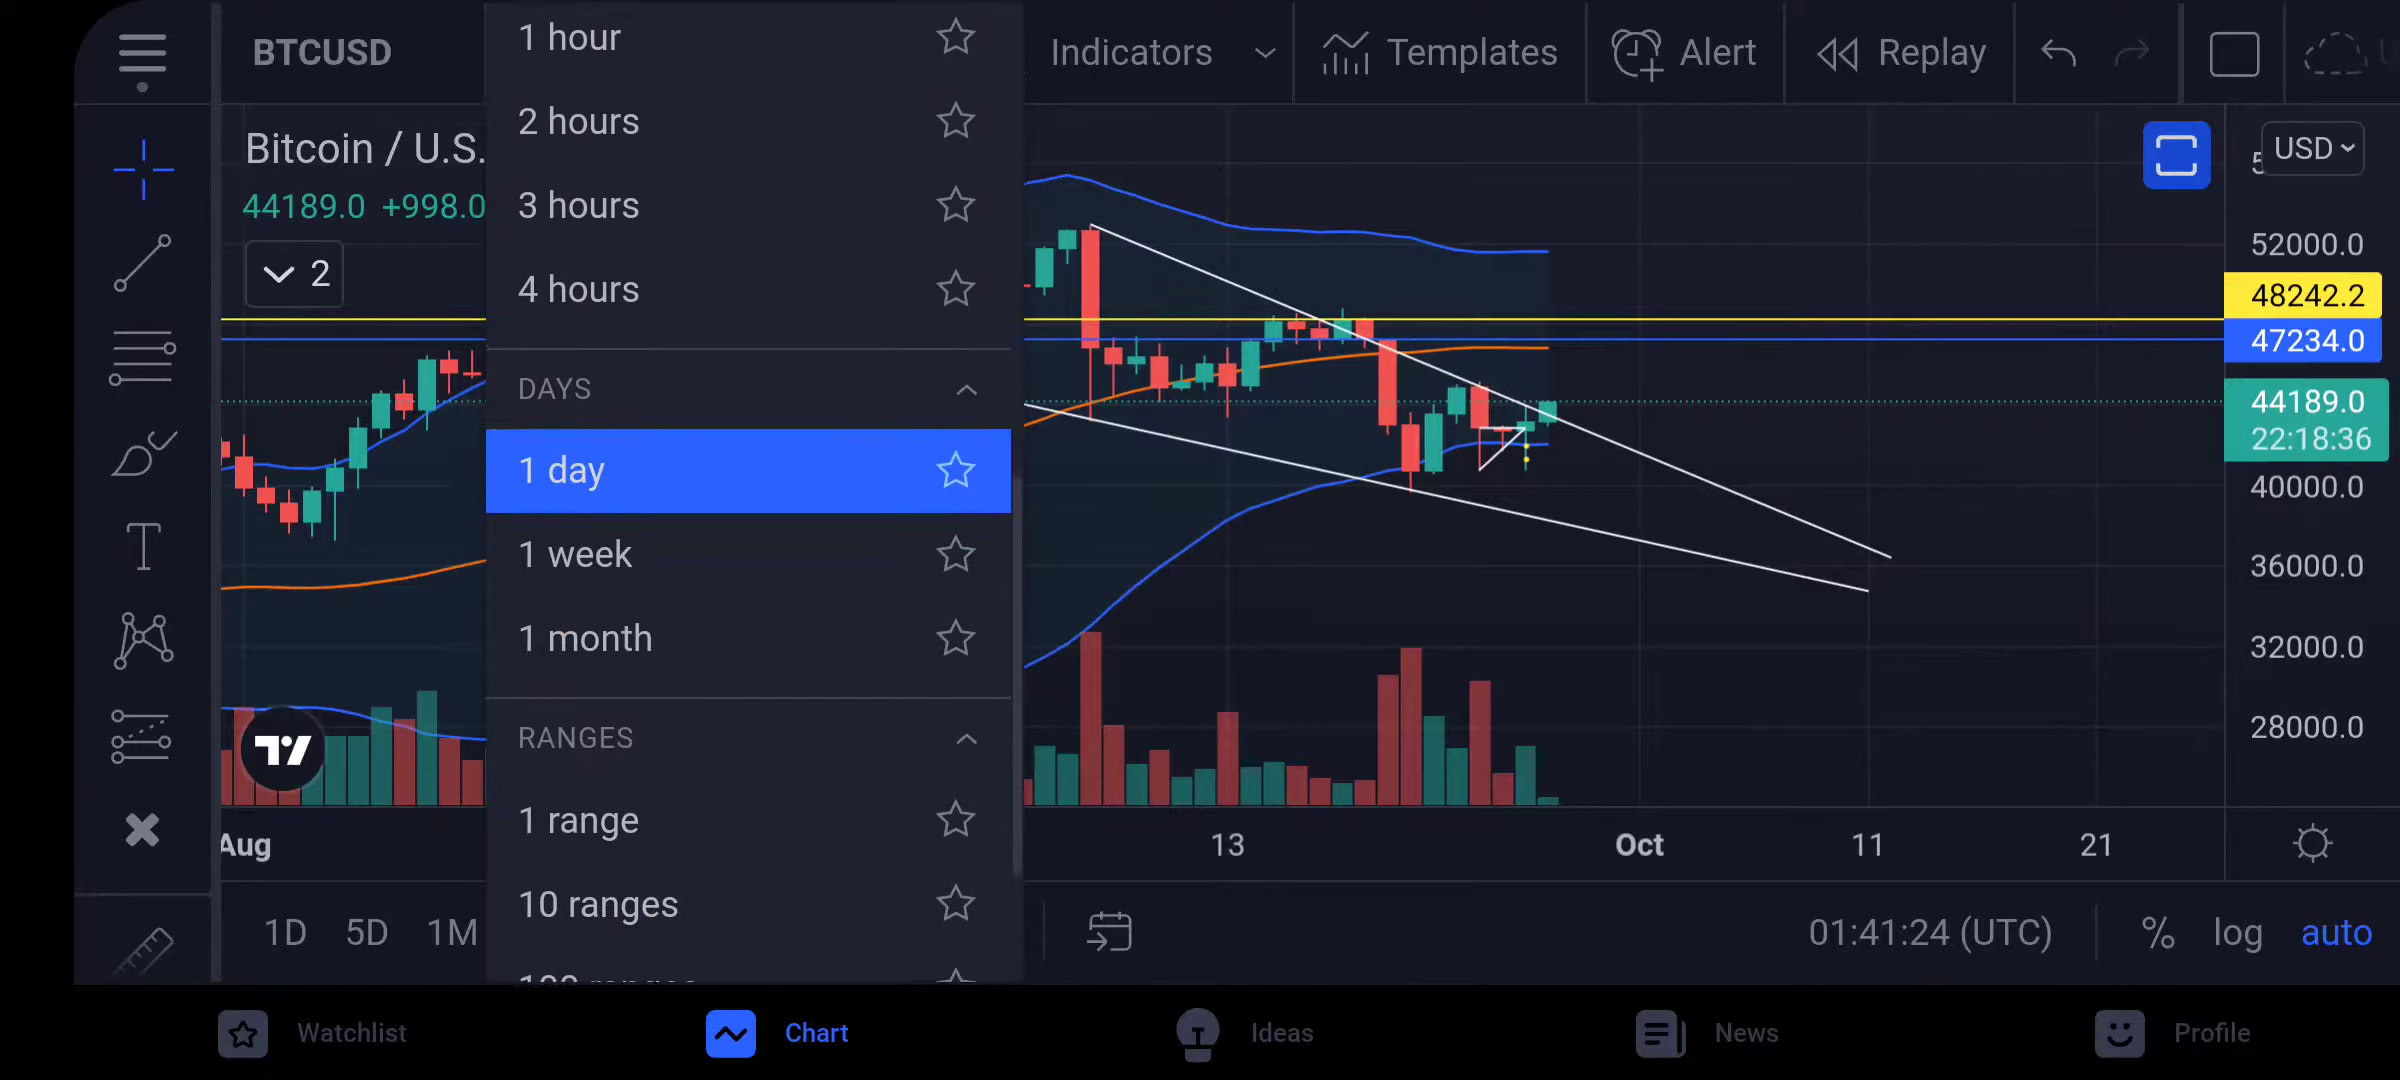 BTCUSD
1 hour
Indicators
Templates
Alert
Replay
Bitcoin / U.S.
44189.0 +998.0
2
2 hours
3 hours
4 hours
DAYS
1 day
1 week
1 month
RANGES
1 range
10 ranges
USD
52000.0
48242.2
47234.0
44189.0
22:18:36
40000.0
36000.0
32000.0
28000.0
Aug
13
Oct
11
21
1D 5D 1M
01:41:24 (UTC)
% log auto
Watchlist
Chart
Ideas
News
Profile